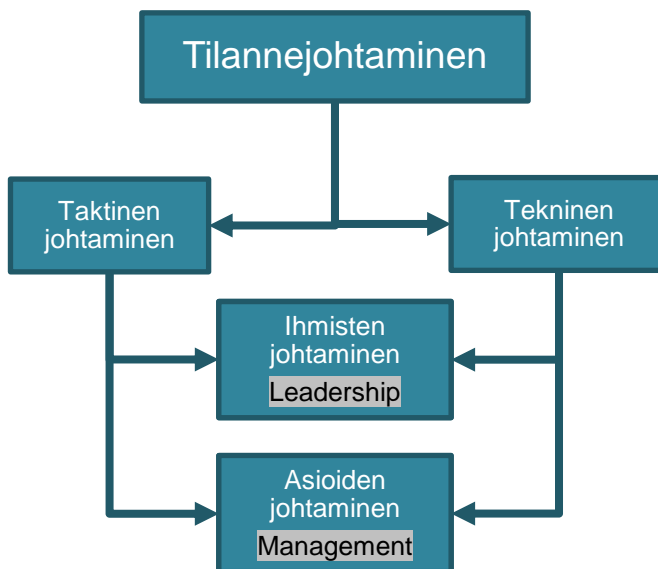 Tilannejohtaminen
Taktinen
johtaminen
Tekninen
johtaminen
Ihmisten
johtaminen
Leadership
Asioiden
johtaminen
Management